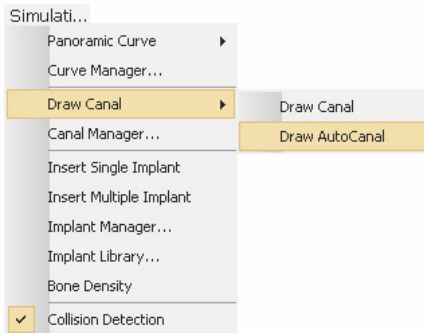 Simulati...
Panoramic Curve
Curve Manager...
Draw Canal
Draw Canal
Canal Manager...
Draw AutoCanal
Insert Single Implant
Insert Multiple Implant
Implant Manager...
Implant Library...
Bone Density
Collision Detection